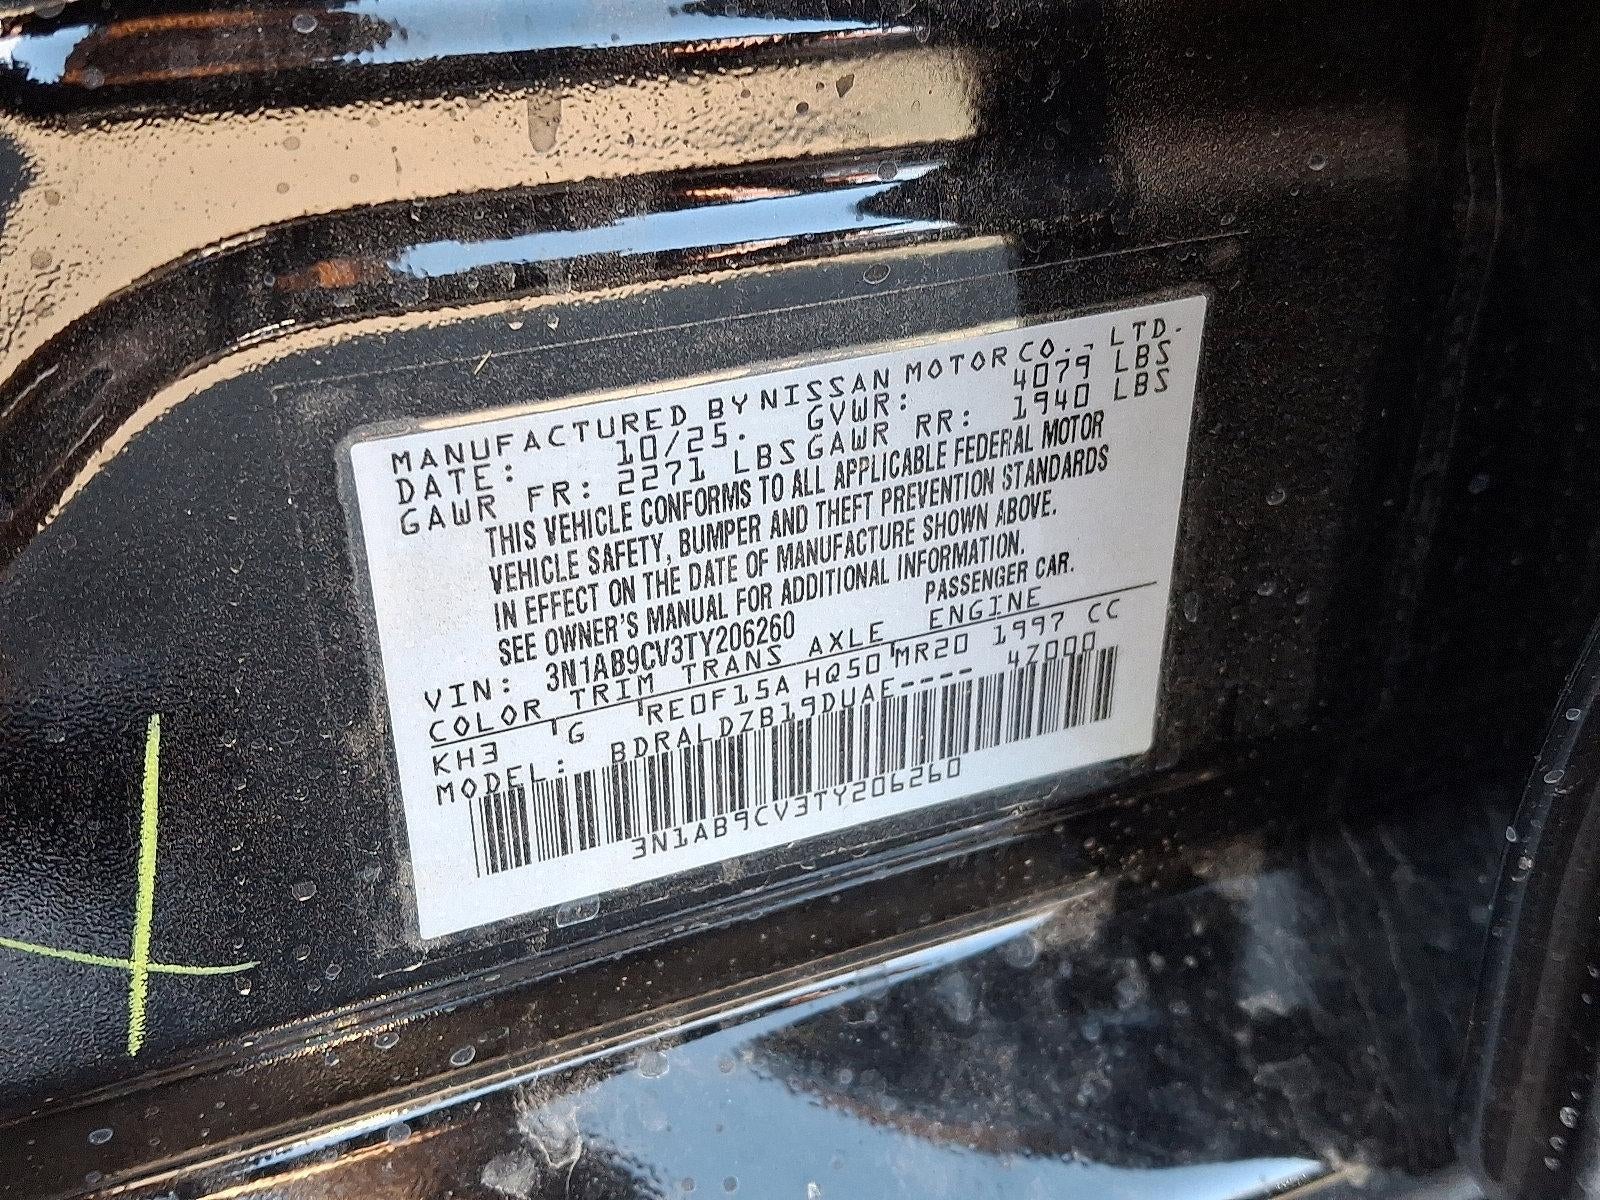 MANUFACTURED BY NISSAN MOTOR CO., LTD.
DATE: 10/25. GVWR: 4079 LBS
GAWR FR: 2271 LBS GAWR RR: 1940 LBS
THIS VEHICLE CONFORMS TO ALL APPLICABLE FEDERAL MOTOR
VEHICLE SAFETY, BUMPER AND THEFT PREVENTION STANDARDS
IN EFFECT ON THE DATE OF MANUFACTURE SHOWN ABOVE.
SEE OWNER'S MANUAL FOR ADDITIONAL INFORMATION.
VIN: 3N1AB9CV3TY206260 PASSENGER CAR.
COLOR TRIM TRANS AXLE ENGINE
KH3 G RE0F15A HQ50 MR20 1997 CC
MODEL: BDRALDZB19DUAE---- 47000
3N1AB9CV3TY206260